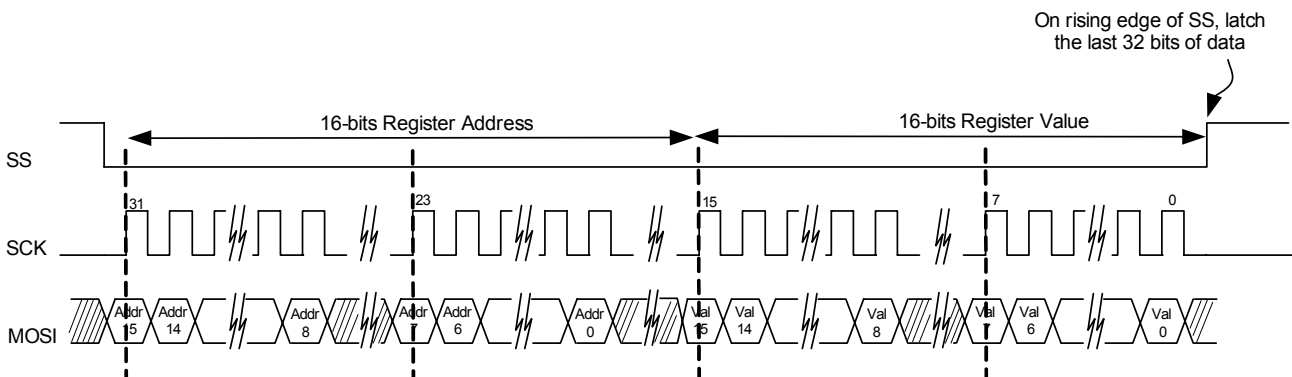 On rising edge of SS, latch
the last 32 bits of data
16-bits Register Address
16-bits Register Value
SS
31
23
15
7
0
SCK
Addr
15
Addr
14
Addr
8
Addr
7
Addr
6
Addr
0
Val
15
Val
14
Val
8
Val
7
Val
6
Val
0
MOSI